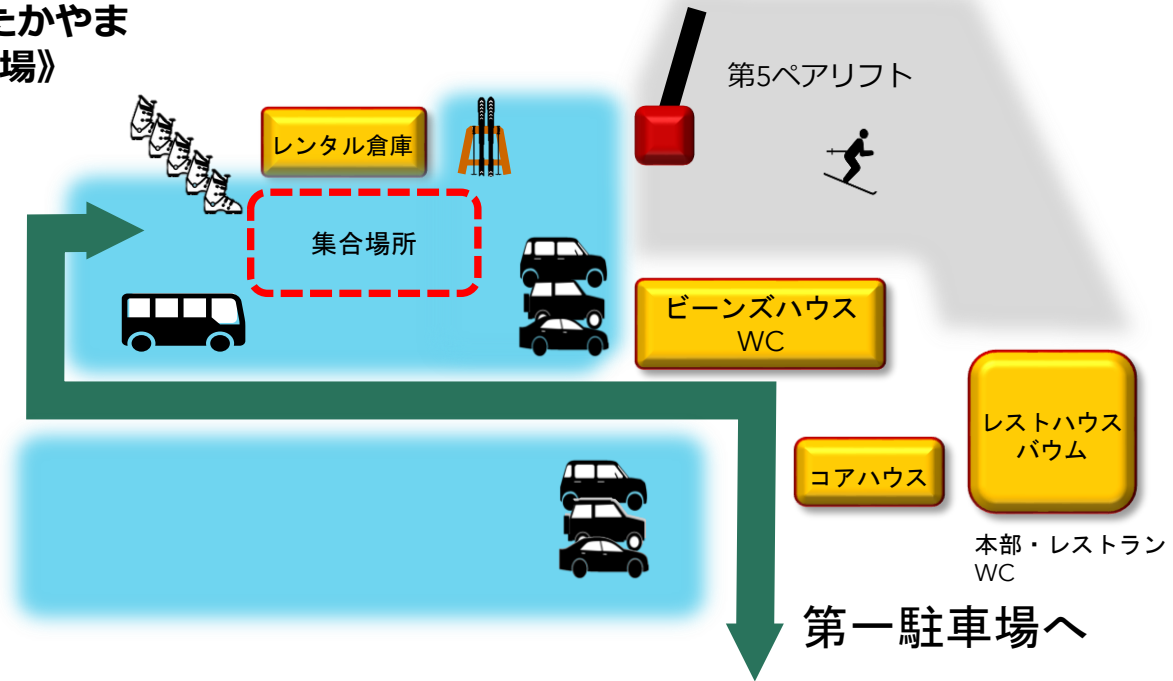 たかやま
場》
第5ペアリフト
レンタル倉庫
集合場所
ビーンズハウス
WC
レストハウス
バウム
コアハウス
本部・レストラン
WC
第一駐車場へ